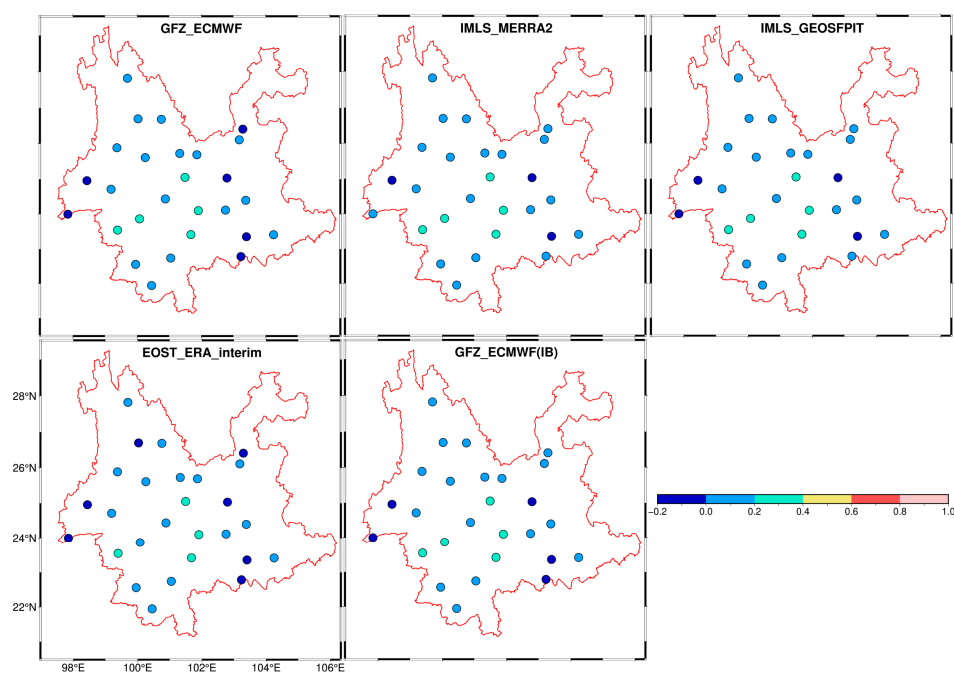 GFZ_ECMWF
IMLS_MERRA2
IMLS_GEOSFPIT
EOST_ERA_interim
GFZ_ECMWF(IB)
28°N
26°N
24°N
22°N
98°E 100°E 102°E 104°E 106°E
−0.2 0.0 0.2 0.4 0.6 0.8 1.0